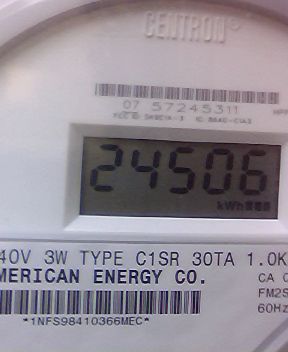 CENTRON®
07 57245311
24506
kWh
40V 3W TYPE C1SR 30TA 1.0K
MERICAN ENERGY CO.
CA
FM2S
60Hz
*1NFS98410366MEC*